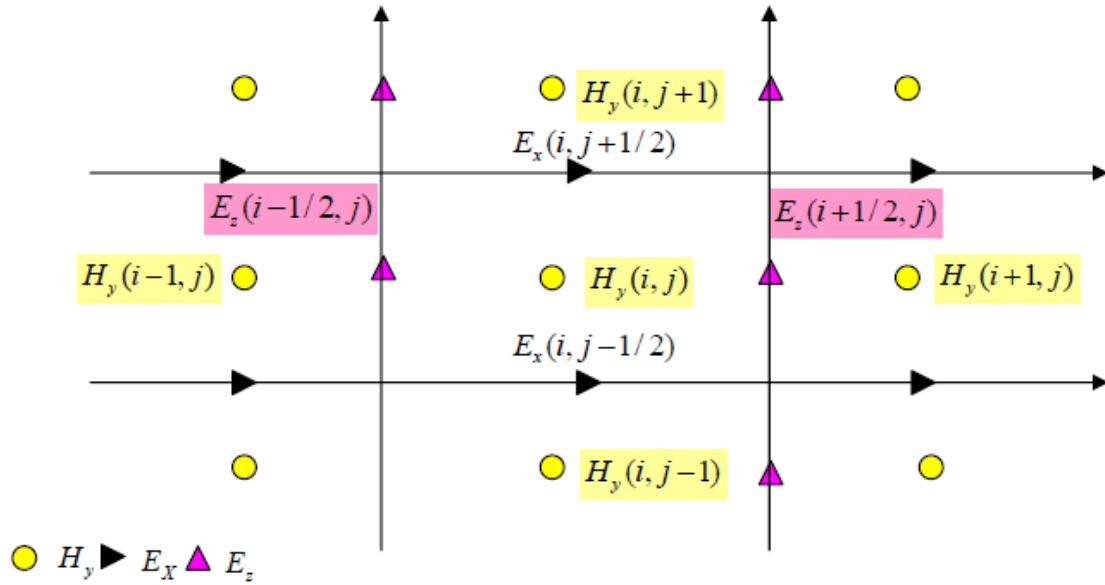 H_y(i, j+1)
E_x(i, j+1/2)
E_z(i−1/2, j)
E_z(i+1/2, j)
H_y(i−1, j)
H_y(i, j)
H_y(i+1, j)
E_x(i, j−1/2)
H_y(i, j−1)
H_y E_X E_z